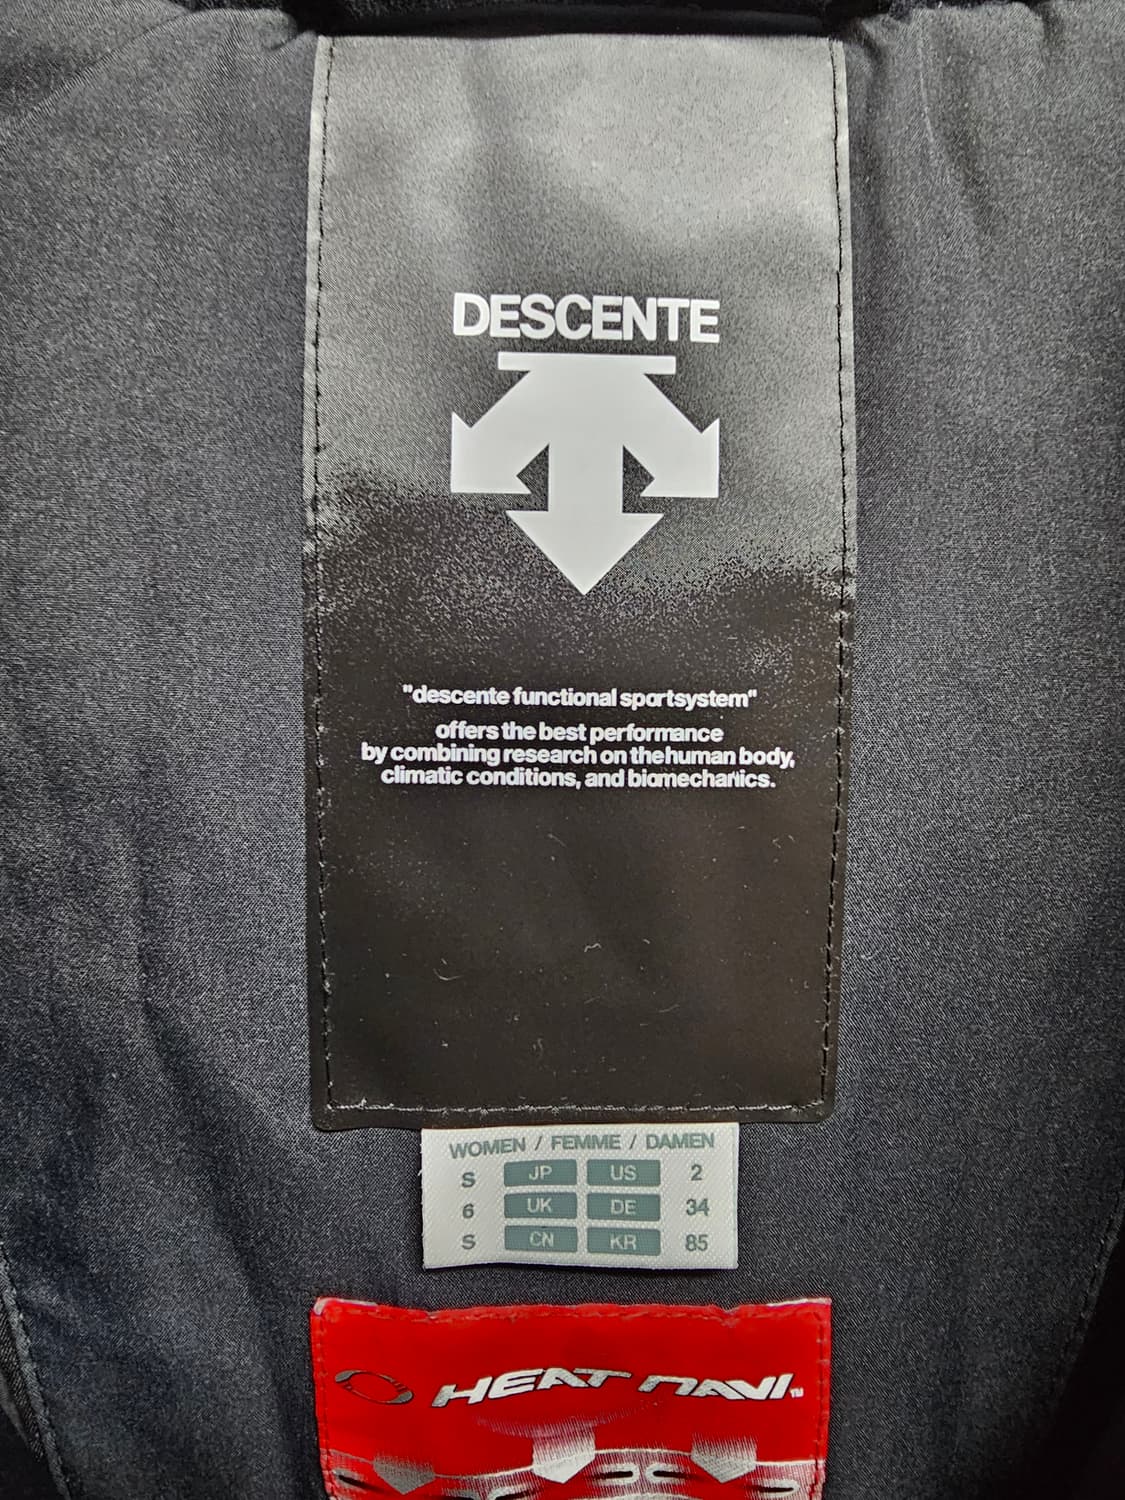 DESCENTE
"descente functional sportsystem"
offers the best performance
by combining research on the human body,
climatic conditions, and biomechanics.
WOMEN / FEMME / DAMEN
S JP US 2
6 UK DE 34
S CN KR 85
HEAT NAVI™